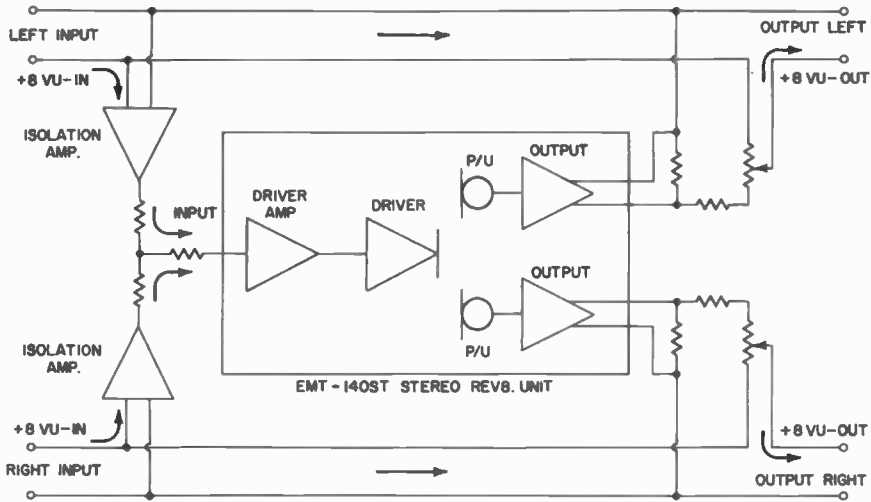 LEFT INPUT
OUTPUT LEFT
+8 VU-IN
+8 VU-OUT
ISOLATION
AMP.
P/U
OUTPUT
INPUT
DRIVER
AMP
DRIVER
OUTPUT
P/U
ISOLATION
AMP.
EMT-140ST STEREO REV8. UNIT
+8 VU-IN
+8 VU-OUT
RIGHT INPUT
OUTPUT RIGHT